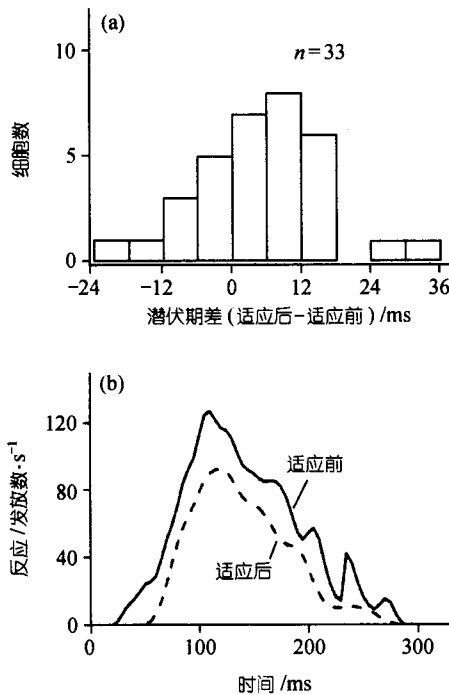 (a)
n=33
10
5
0
细胞数
-24 -12 0 12 24 36
潜伏期差(适应后-适应前)/ms
(b)
120
80
40
0
反应/发放数·s⁻¹
适应前
适应后
0 100 200 300
时间/ms